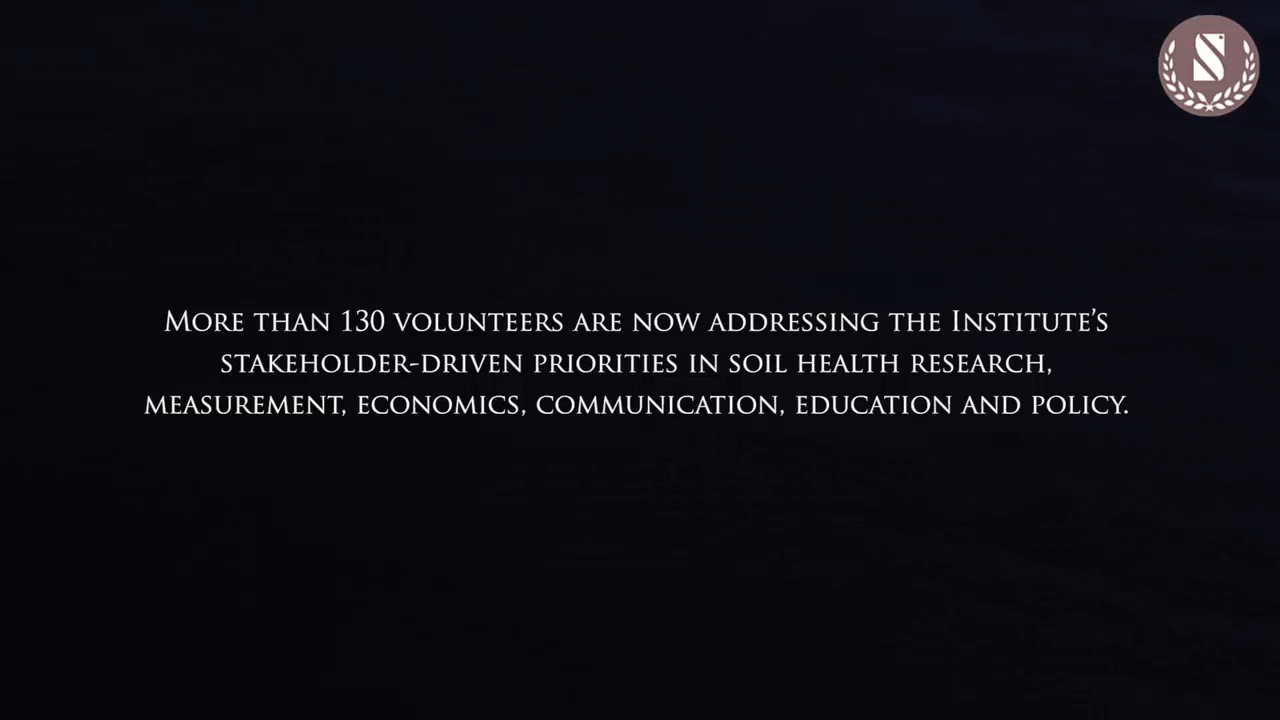 More than 130 volunteers are now addressing the Institute's
stakeholder-driven priorities in soil health research,
measurement, economics, communication, education and policy.